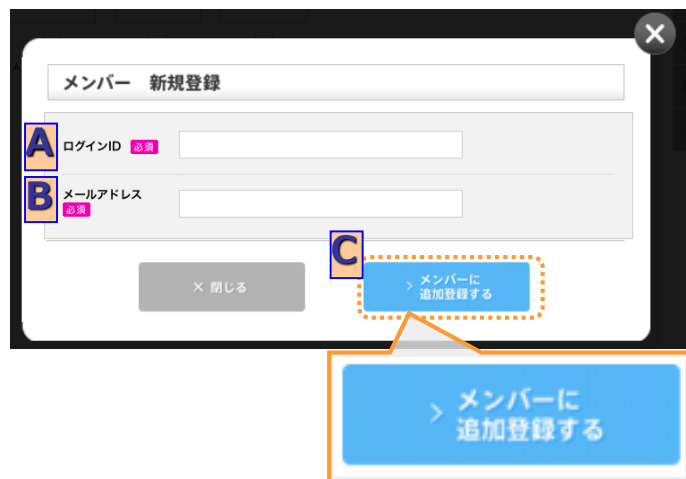 メンバー　新規登録
A
ログインID 必須
B
メールアドレス
必須
C
× 閉じる
> メンバーに
追加登録する
> メンバーに
追加登録する